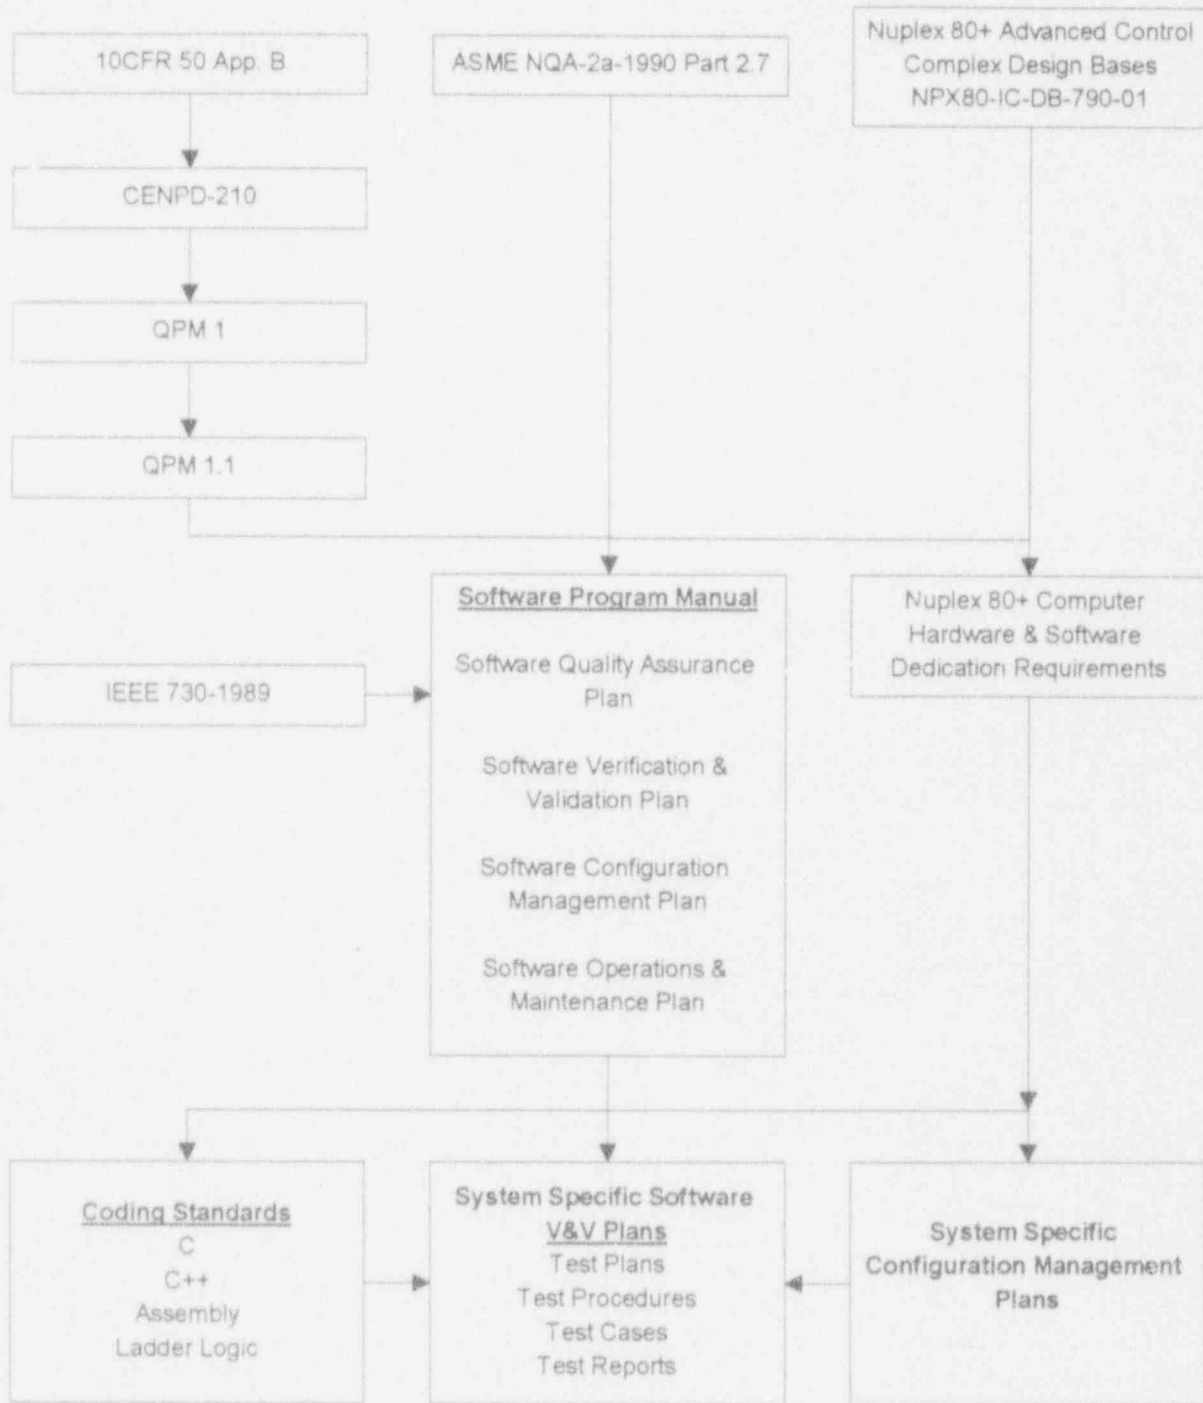 10CFR 50 App. B
ASME NQA-2a-1990 Part 2.7
Nuplex 80+ Advanced Control
Complex Design Bases
NPX80-IC-DB-790-01
CENPD-210
QPM 1
QPM 1.1
Software Program Manual
Software Quality Assurance
Plan
Software Verification &
Validation Plan
Software Configuration
Management Plan
Software Operations &
Maintenance Plan
Nuplex 80+ Computer
Hardware & Software
Dedication Requirements
IEEE 730-1989
Coding Standards
C
C++
Assembly
Ladder Logic
System Specific Software
V&V Plans
Test Plans
Test Procedures
Test Cases
Test Reports
System Specific
Configuration Management
Plans